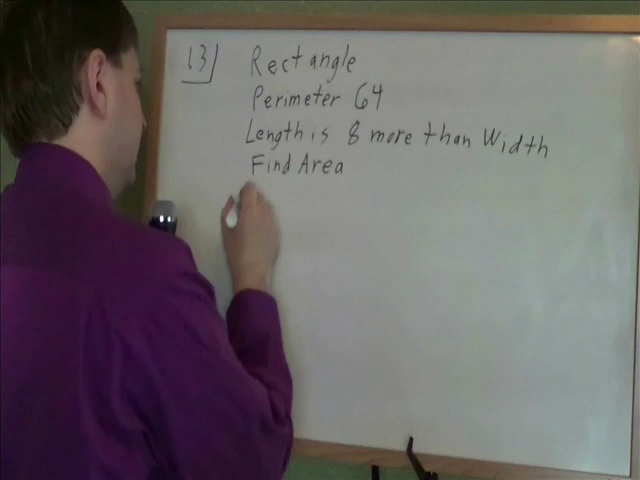 13 Rectangle
Perimeter 64
Length is 8 more than Width
Find Area